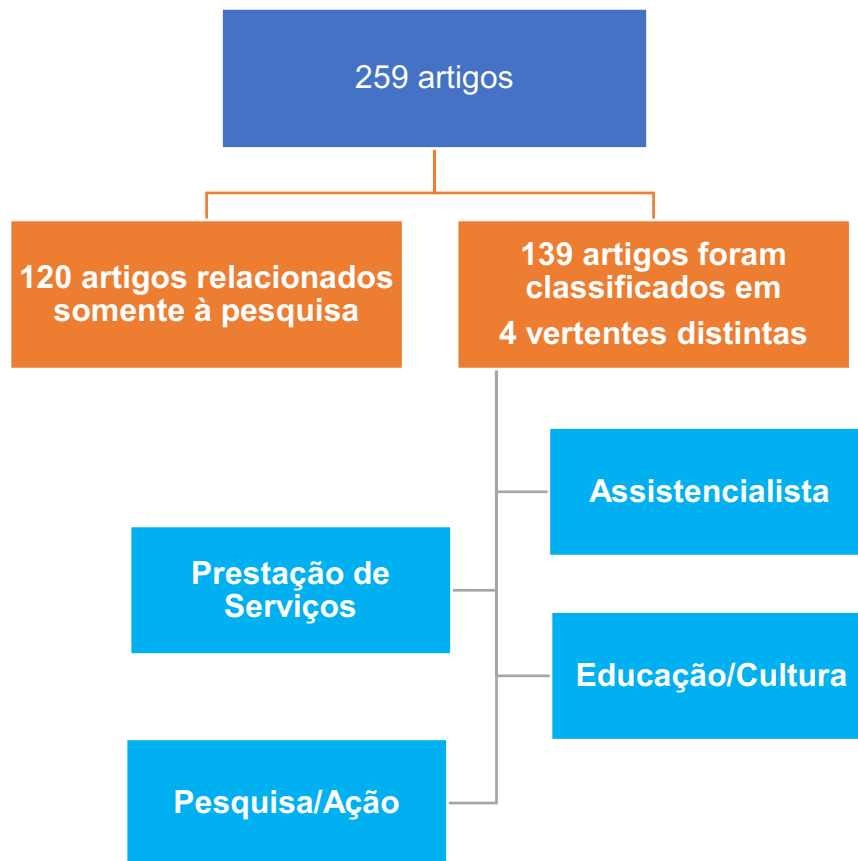 259 artigos
120 artigos relacionados
somente à pesquisa
139 artigos foram
classificados em
4 vertentes distintas
Assistencialista
Prestação de
Serviços
Educação/Cultura
Pesquisa/Ação